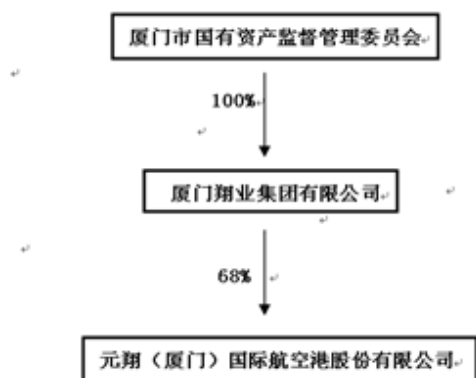 厦门市国有资产监督管理委员会
100%
厦门翔业集团有限公司
68%
元翔（厦门）国际航空港股份有限公司